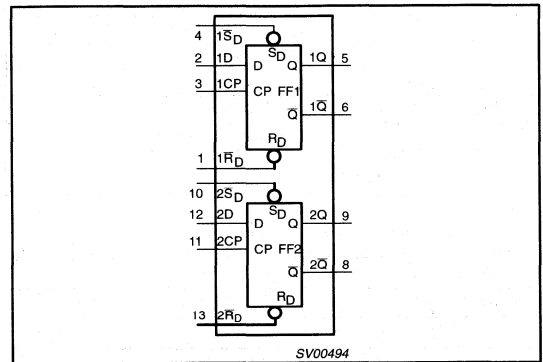 4 1S̅D
SD
2 1D D Q 1Q 5
3 1CP CP FF1
Q̅ 1Q̅ 6
RD
1 1R̅D
10 2S̅D
SD
12 2D D Q 2Q 9
11 2CP CP FF2
Q̅ 2Q̅ 8
RD
13 2R̅D
SV00494